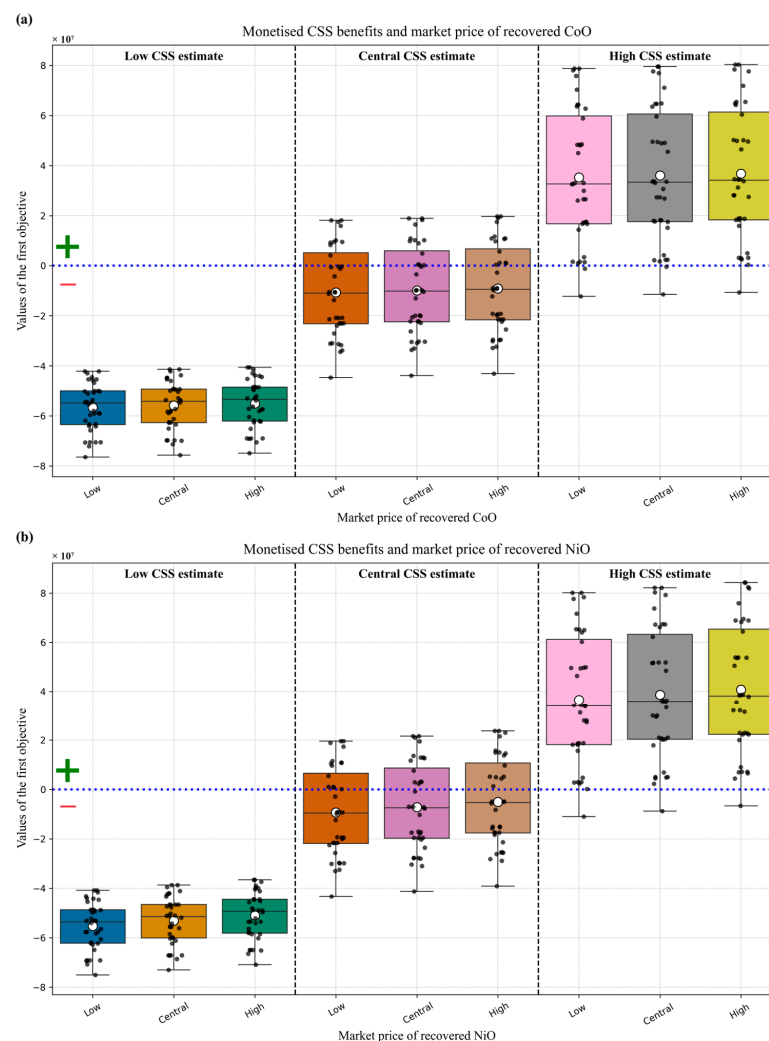 (a)
Monetised CSS benefits and market price of recovered CoO
× 10⁷
Low CSS estimate
Central CSS estimate
High CSS estimate
8
6
4
2
0
−2
−4
−6
−8
Values of the first objective
+
−
Low
Central
High
Low
Central
High
Low
Central
High
Market price of recovered CoO
(b)
Monetised CSS benefits and market price of recovered NiO
× 10⁷
Low CSS estimate
Central CSS estimate
High CSS estimate
8
6
4
2
0
−2
−4
−6
−8
Values of the first objective
+
−
Low
Central
High
Low
Central
High
Low
Central
High
Market price of recovered NiO